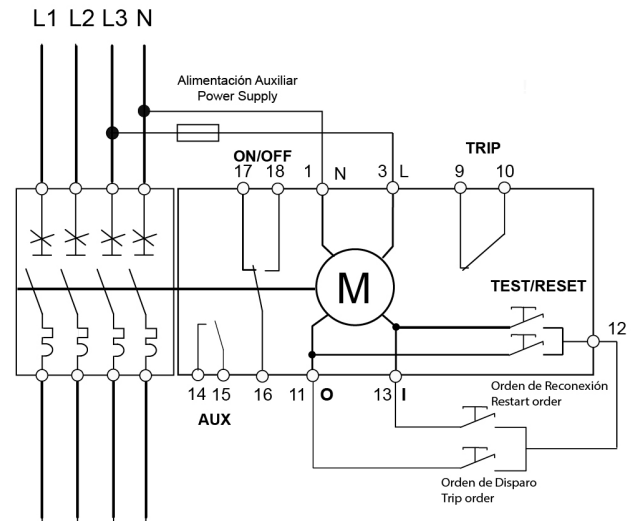 L1 L2 L3 N
Alimentación Auxiliar
Power Supply
ON/OFF
TRIP
17 18 1 N 3 L 9 10
M
TEST/RESET
12
14 15 16 11 O 13 I
AUX
Orden de Reconexión
Restart order
Orden de Disparo
Trip order